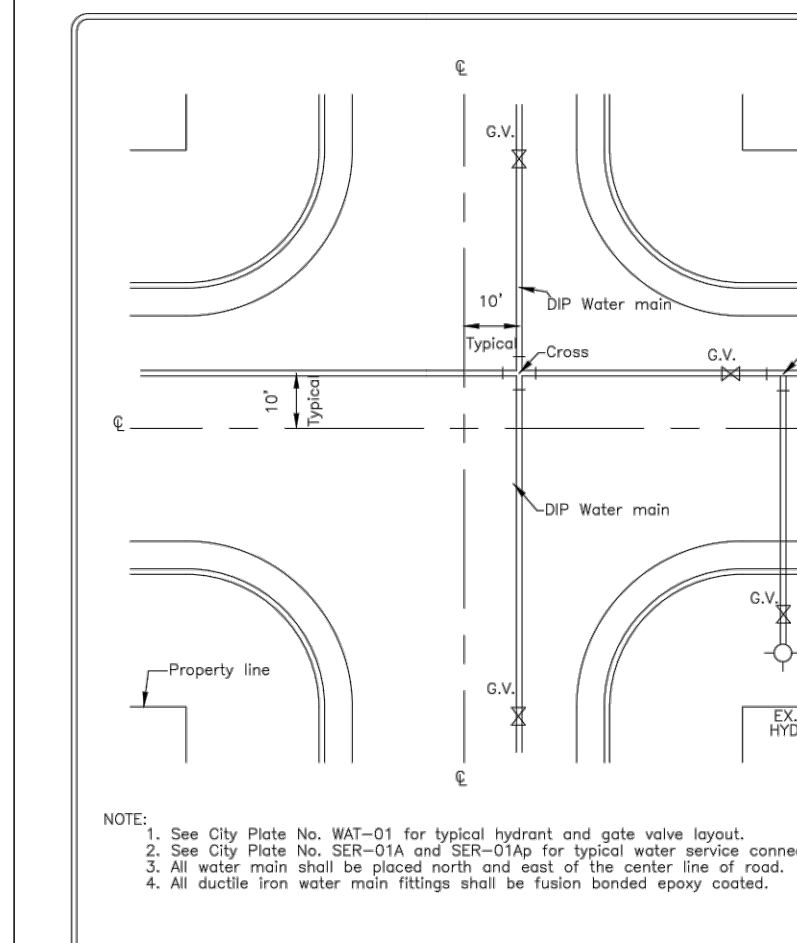 ℄
G.V.
10'
DIP Water main
Typical
Cross
G.V.
10'
Typical
℄
DIP Water main
G.V.
Property line
G.V.
EX.
℄
NOTE:
1. See City Plate No. WAT-01 for typical hydrant and gate valve layout.
2. See City Plate No. SER-01A and SER-01Ap for typical water service
3. All water main shall be placed north and east of the center line of road.
4. All ductile iron water main fittings shall be fusion bonded epoxy coated.